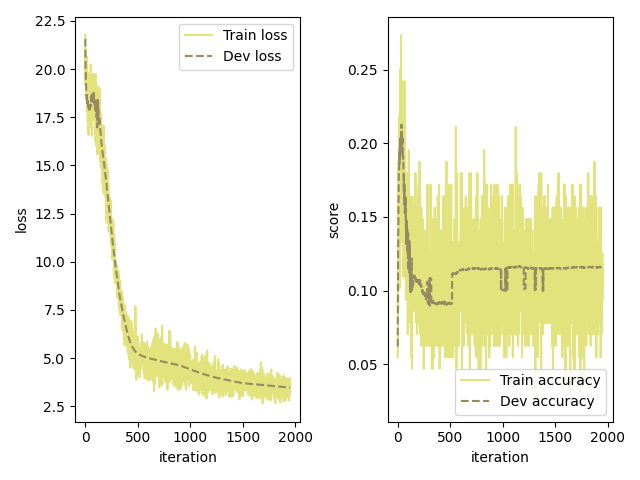 22.5
20.0
17.5
15.0
12.5
10.0
7.5
5.0
2.5
loss
0 500 1000 1500 2000
iteration
Train loss
Dev loss
0.25
0.20
0.15
0.10
0.05
score
0 500 1000 1500 2000
iteration
Train accuracy
Dev accuracy